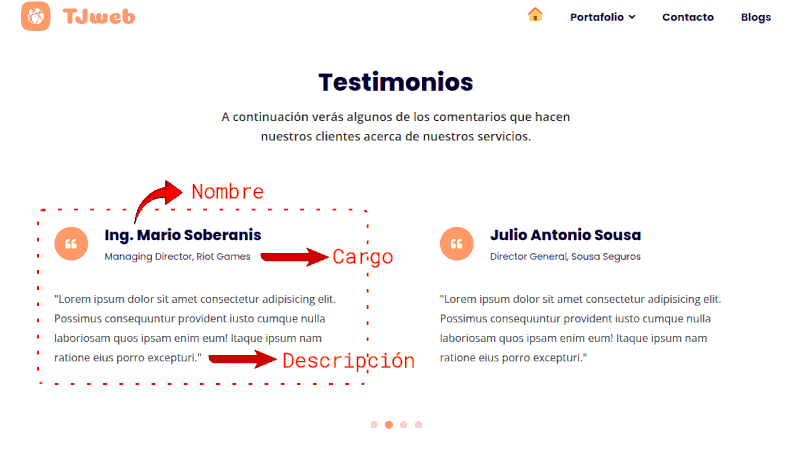 TJweb
Portafolio
Contacto
Blogs
Testimonios
A continuación verás algunos de los comentarios que hacen
nuestros clientes acerca de nuestros servicios.
Nombre
Ing. Mario Soberanis
Managing Director, Riot Games
Cargo
"Lorem ipsum dolor sit amet consectetur adipisicing elit.
Possimus consequuntur provident iusto cumque nulla
laboriosam quos ipsam enim eum! Itaque ipsum nam
ratione eius porro excepturi."
Descripción
Julio Antonio Sousa
Director General, Sousa Seguros
"Lorem ipsum dolor sit amet consectetur adipisicing elit.
Possimus consequuntur provident iusto cumque nulla
laboriosam quos ipsam enim eum! Itaque ipsum nam
ratione eius porro excepturi."